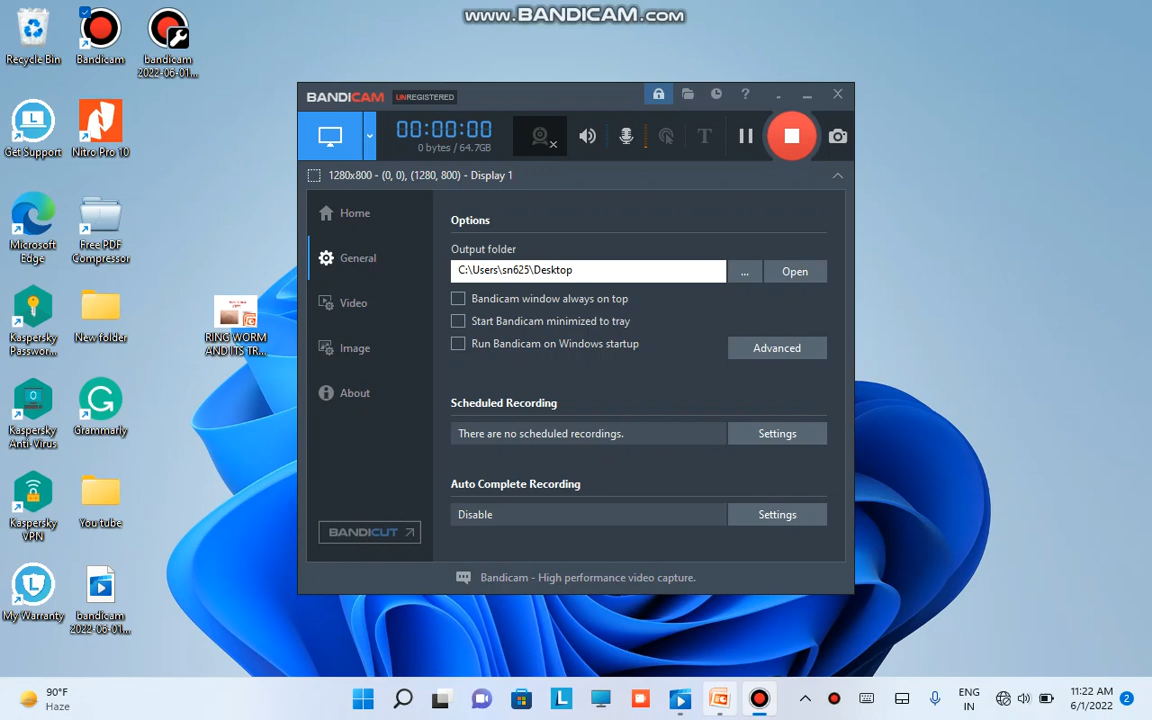 www.BANDICAM.com
Recycle Bin
Bandicam
bandicam
2022-06-01...
Get Support
Nitro Pro 10
Microsoft
Edge
Free PDF
Compressor
Kaspersky
Passwor...
New folder
RING WORM
AND ITS TR...
Kaspersky
Anti-Virus
Grammarly
Kaspersky
VPN
You tube
My Warranty
bandicam
2022-06-01...
BANDICAM UNREGISTERED
00:00:00
0 bytes / 64.7GB
1280x800 - (0, 0), (1280, 800) - Display 1
Home
General
Video
Image
About
BANDICUT
Options
Output folder
C:\Users\sn625\Desktop
...
Open
Bandicam window always on top
Start Bandicam minimized to tray
Run Bandicam on Windows startup
Advanced
Scheduled Recording
There are no scheduled recordings.
Settings
Auto Complete Recording
Disable
Settings
Bandicam - High performance video capture.
90°F
Haze
ENG
IN
11:22 AM
6/1/2022
2